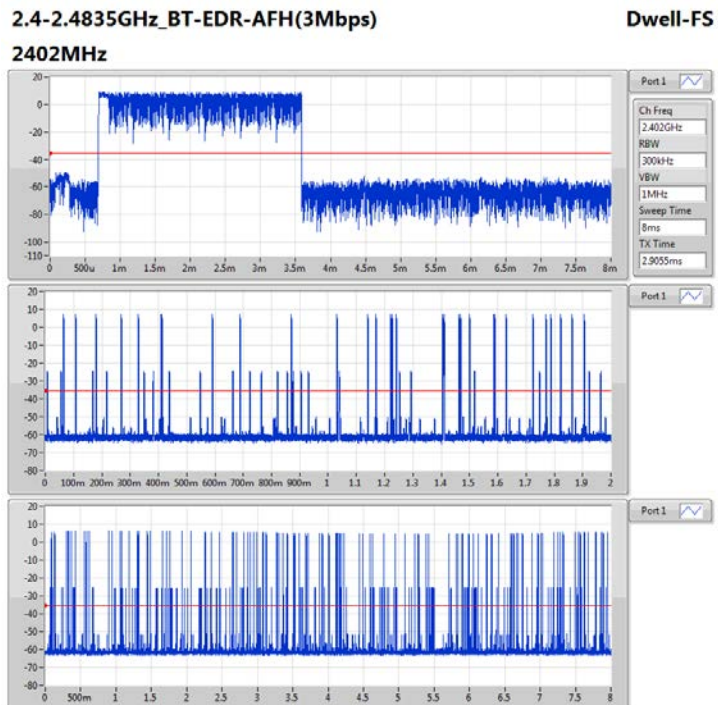 2.4-2.4835GHz_BT-EDR-AFH(3Mbps) Dwell-FS
2402MHz
Port 1
20
0
-20
-40
-60
-80
-100
-110
0 500u 1m 1.5m 2m 2.5m 3m 3.5m 4m 4.5m 5m 5.5m 6m 6.5m 7m 7.5m 8m
Ch Freq
2.402GHz
RBW
300kHz
VBW
1MHz
Sweep Time
8ms
TX Time
2.9055ms
Port 1
20
10
0
-10
-20
-30
-40
-50
-60
-70
-80
0 100m 200m 300m 400m 500m 600m 700m 800m 900m 1 1.1 1.2 1.3 1.4 1.5 1.6 1.7 1.8 1.9 2
Port 1
20
10
0
-10
-20
-30
-40
-50
-60
-70
-80
0 500m 1 1.5 2 2.5 3 3.5 4 4.5 5 5.5 6 6.5 7 7.5 8